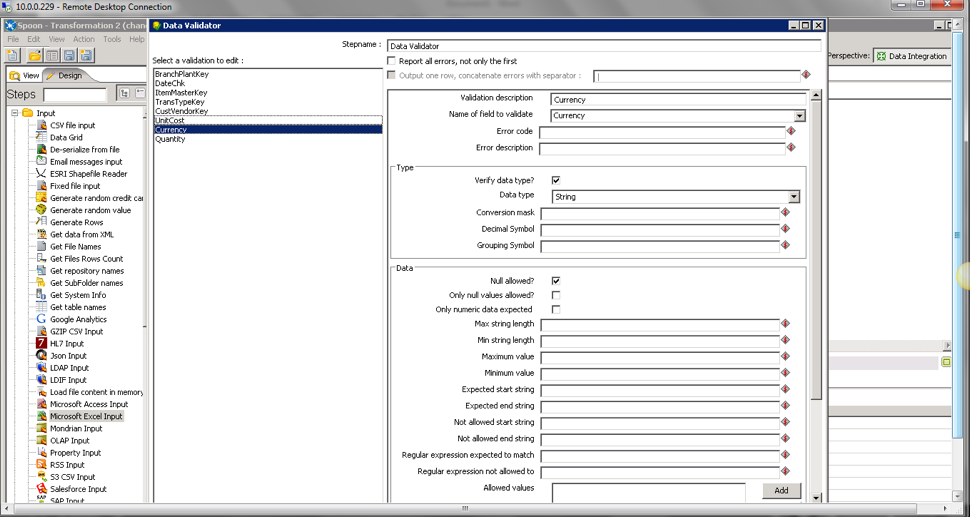 10.0.0.229 - Remote Desktop Connection
Spoon - Transformation 2 (chan
File Edit View Action Tools Help
View Design
Steps
Input
CSV file input
Data Grid
De-serialize from file
Email messages input
ESRI Shapefile Reader
Fixed file input
Generate random credit car
Generate random value
Generate Rows
Get data from XML
Get File Names
Get Files Rows Count
Get repository names
Get SubFolder names
Get System Info
Get table names
Google Analytics
GZIP CSV Input
HL7 Input
Json Input
LDAP Input
LDIF Input
Load file content in memory
Microsoft Access Input
Microsoft Excel Input
Mondrian Input
OLAP Input
Property Input
RSS Input
S3 CSV Input
Salesforce Input
SAP Input
Data Validator
Stepname : Data Validator
Select a validation to edit :
BranchPlantKey
DateChk
ItemMasterKey
TransTypeKey
CustVendorKey
UnitCost
Currency
Quantity
Report all errors, not only the first
Output one row, concatenate errors with separator :
Validation description Currency
Name of field to validate Currency
Error code
Error description
Type
Verify data type?
Data type String
Conversion mask
Decimal Symbol
Grouping Symbol
Data
Null allowed?
Only null values allowed?
Only numeric data expected
Max string length
Min string length
Maximum value
Minimum value
Expected start string
Expected end string
Not allowed start string
Not allowed end string
Regular expression expected to match
Regular expression not allowed to
Allowed values Add
Perspective: Data Integration